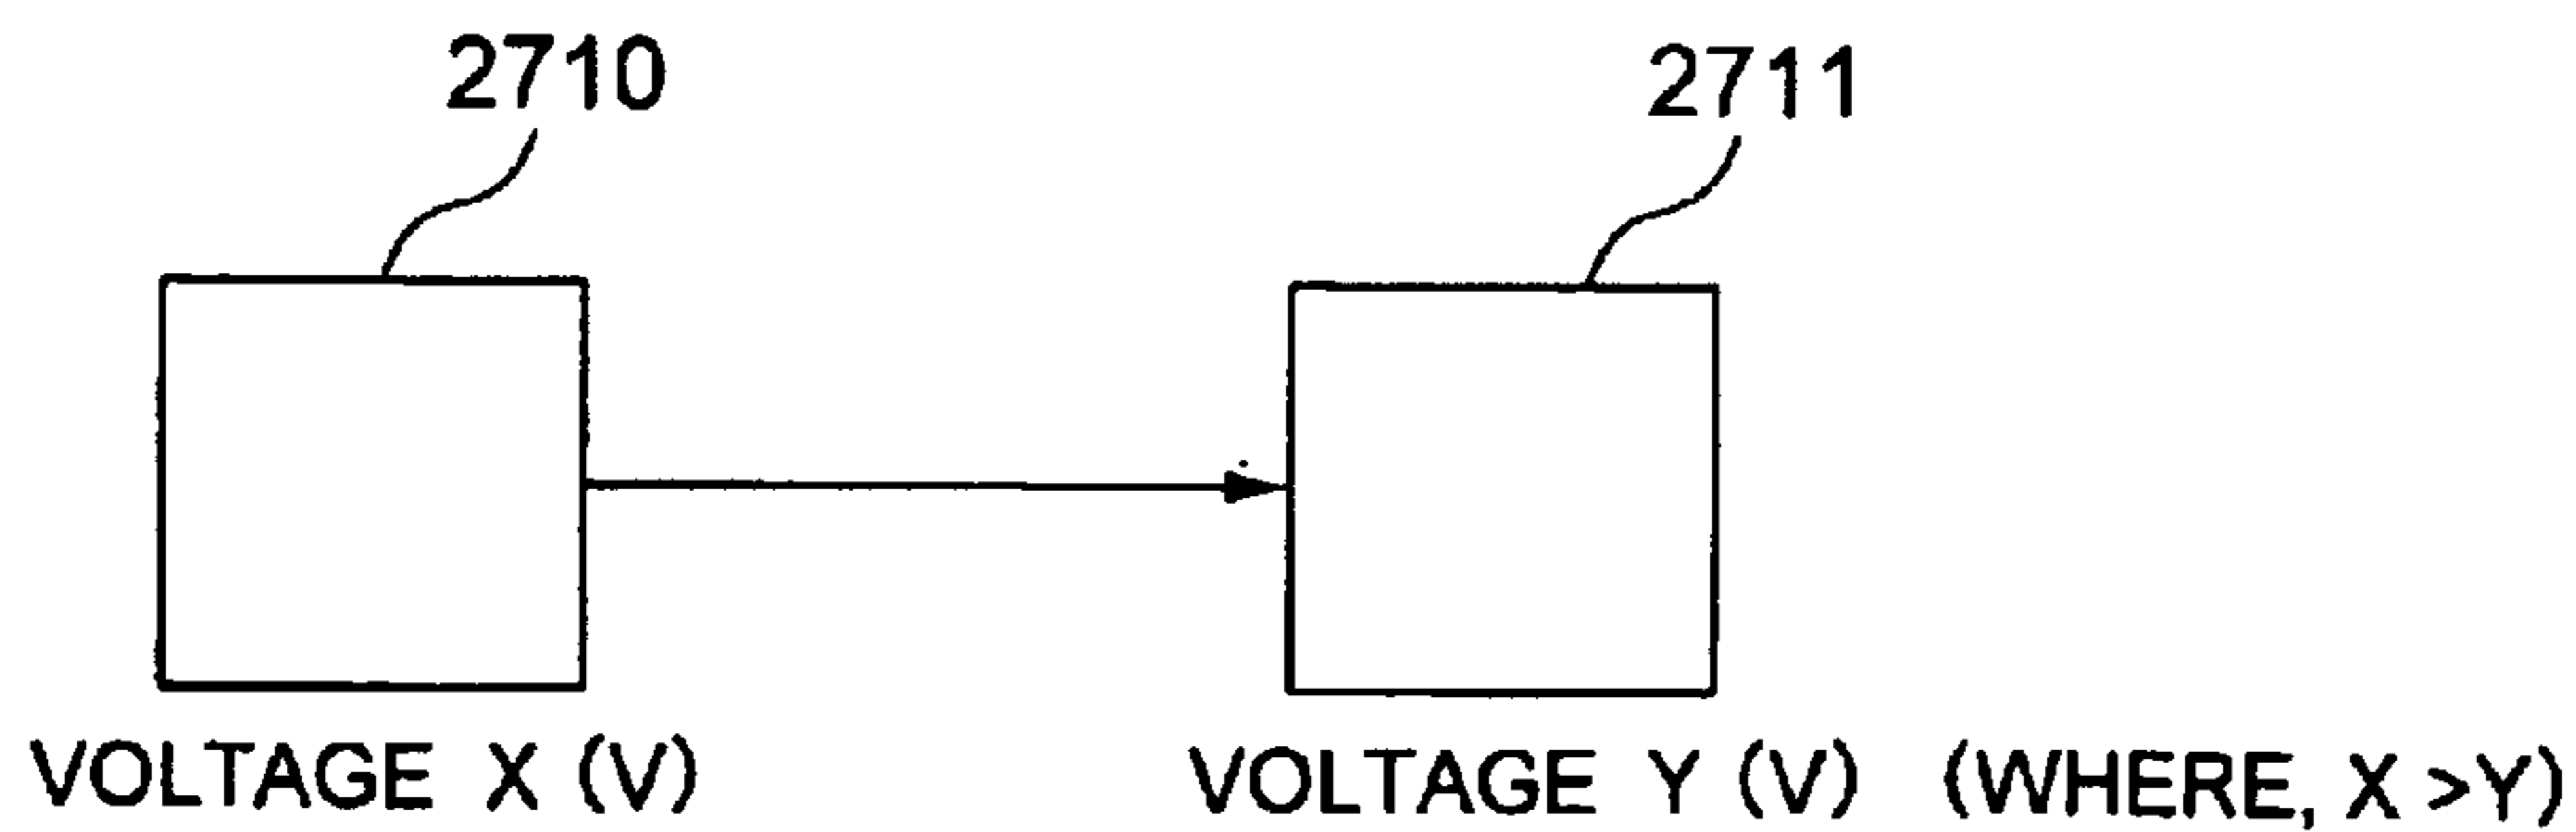 2710
2711
VOLTAGE X (V)
VOLTAGE Y (V) (WHERE, X >Y)